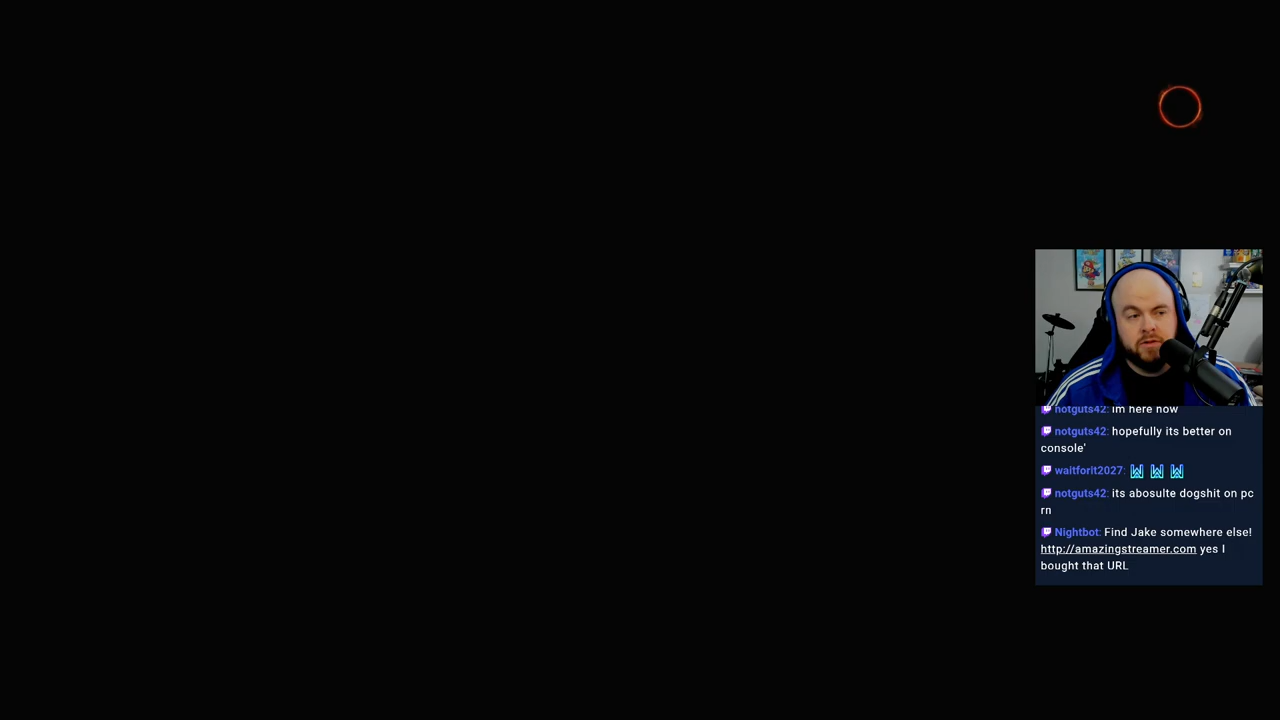 notguts42: im here now
notguts42: hopefully its better on
console'
waitforit2027:
notguts42: its abosulte dogshit on pc
rn
Nightbot: Find Jake somewhere else!
http://amazingstreamer.com yes I
bought that URL